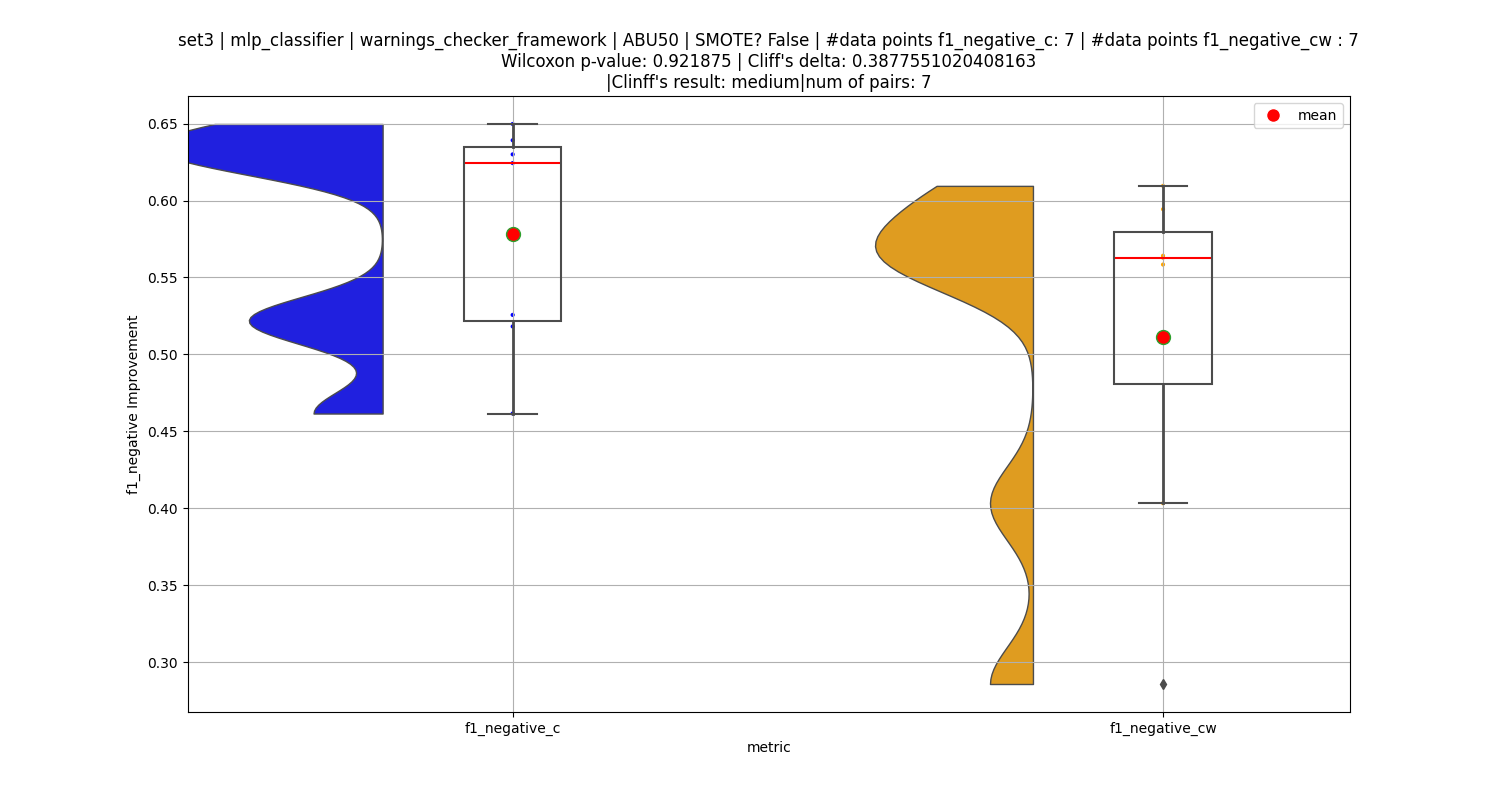 set3 | mlp_classifier | warnings_checker_framework | ABU50 | SMOTE? False | #data points f1_negative_c: 7 | #data points f1_negative_cw : 7
Wilcoxon p-value: 0.921875 | Cliff's delta: 0.3877551020408163
|Clinff's result: medium|num of pairs: 7
mean
0.65
0.60
0.55
0.50
0.45
0.40
0.35
0.30
f1_negative Improvement
f1_negative_c
f1_negative_cw
metric